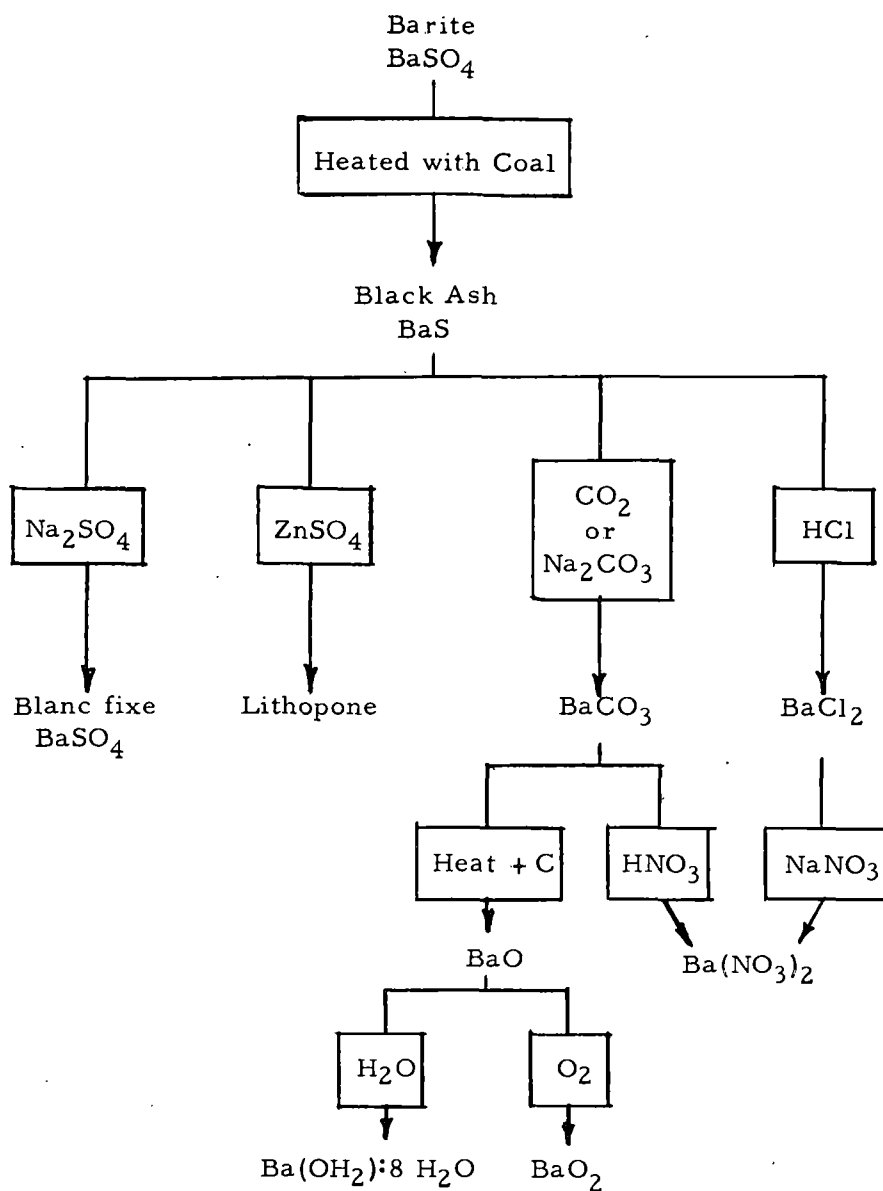 Barite
BaSO4
Heated with Coal
Black Ash
BaS
Na2SO4
ZnSO4
CO2
or
Na2CO3
HCl
Blanc fixe
BaSO4
Lithopone
BaCO3
BaCl2
Heat + C
HNO3
NaNO3
BaO
Ba(NO3)2
H2O
O2
Ba(OH2):8 H2O
BaO2